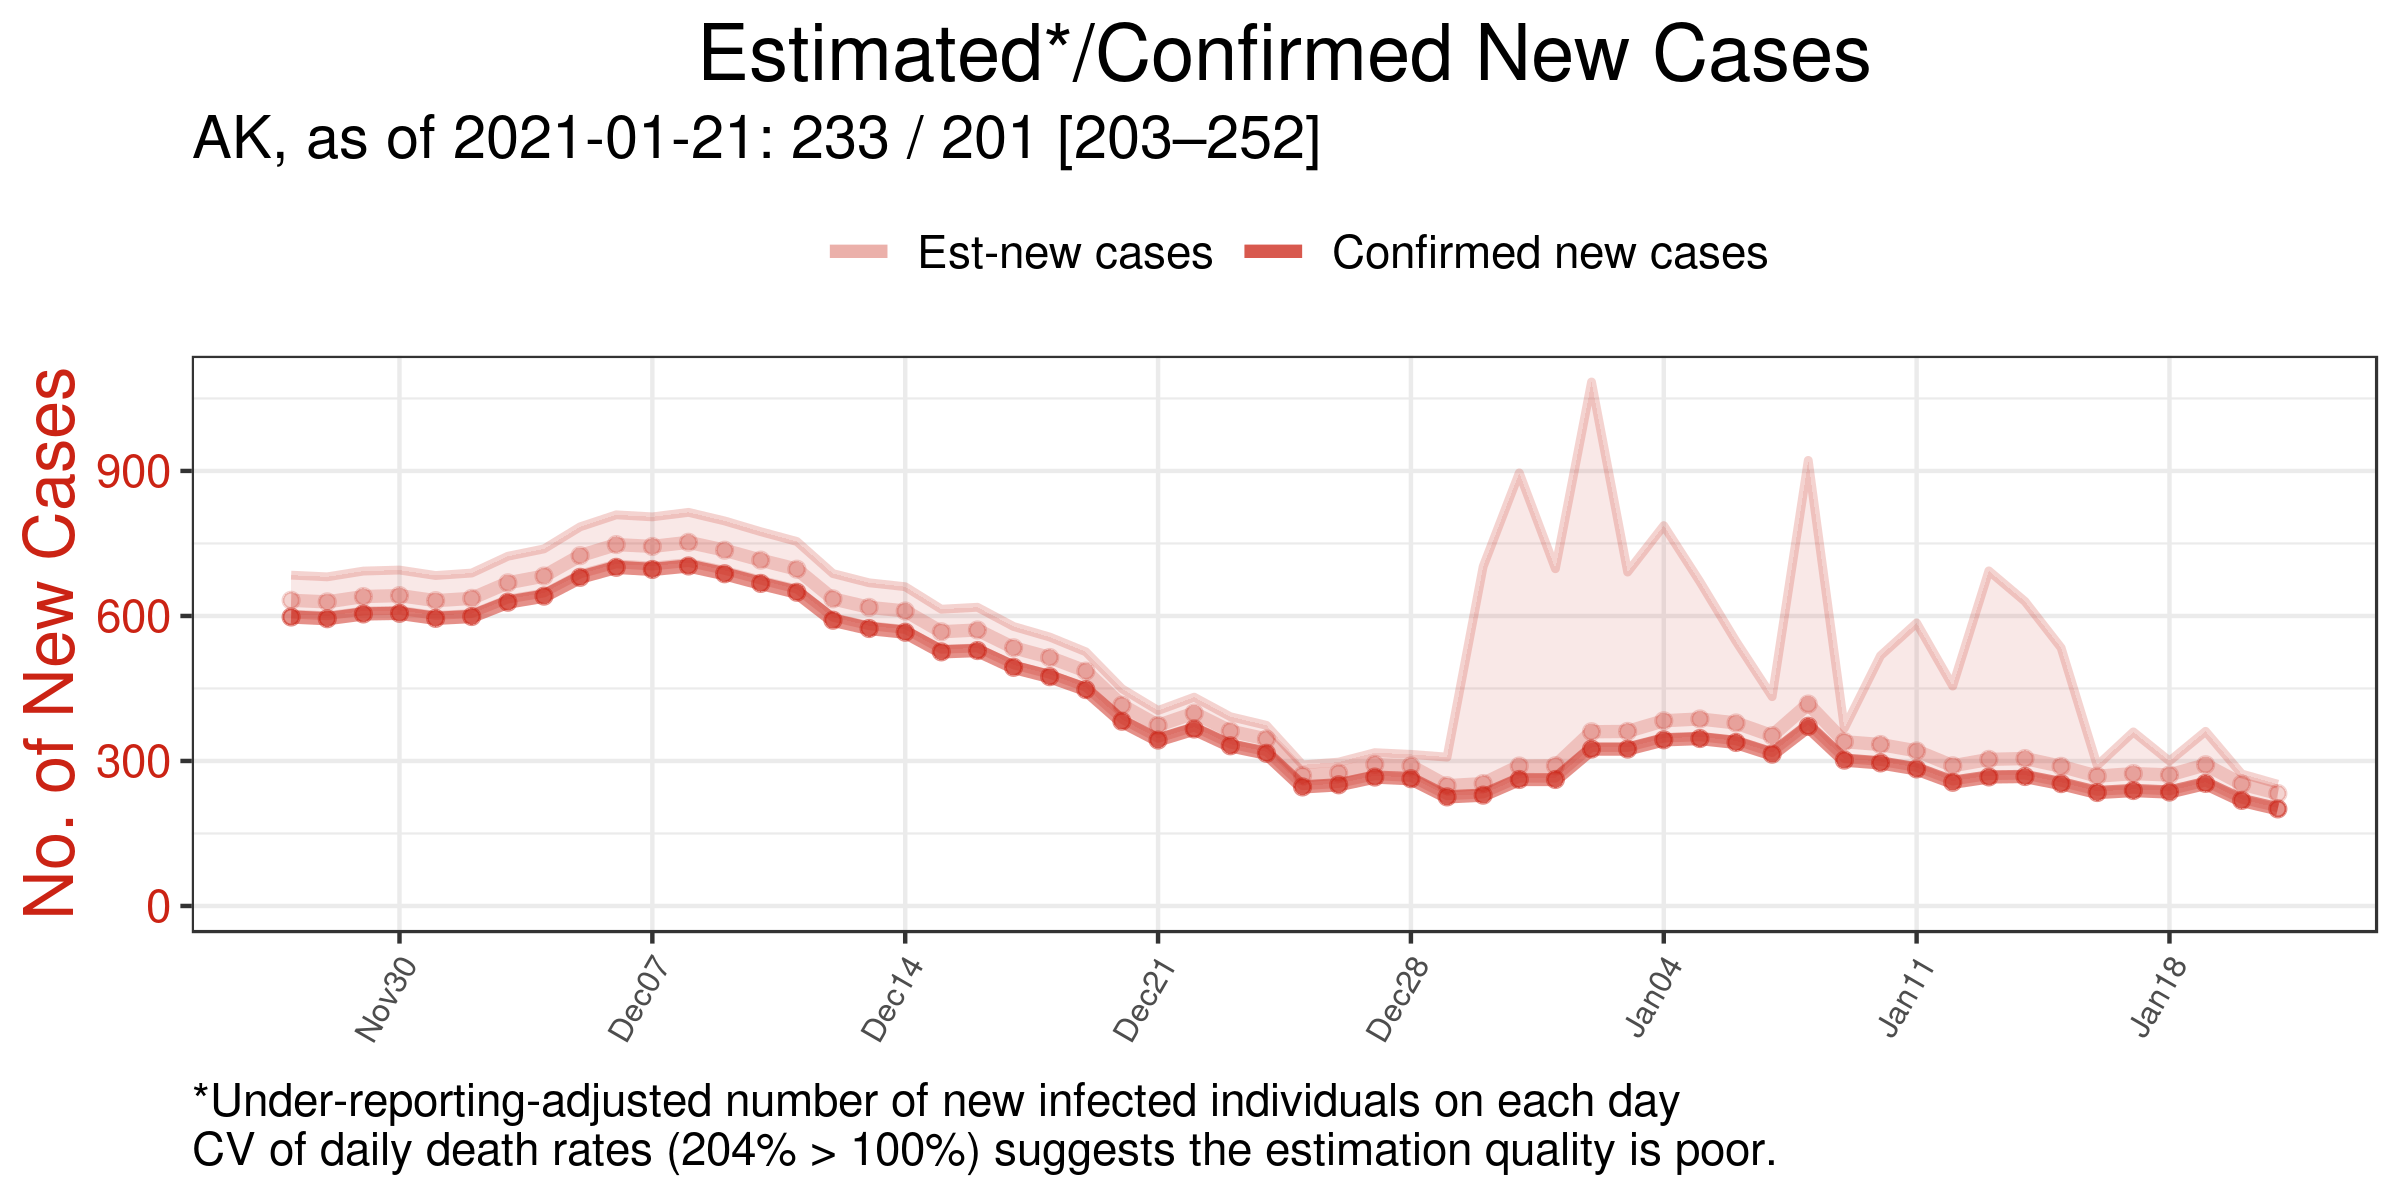 Estimated*/Confirmed New Cases
AK, as of 2021-01-21: 233 / 201 [203–252]
Est-new cases
Confirmed new cases
No. of New Cases
900
600
300
0
Nov30
Dec07
Dec14
Dec21
Dec28
Jan04
Jan11
Jan18
*Under-reporting-adjusted number of new infected individuals on each day
CV of daily death rates (204% > 100%) suggests the estimation quality is poor.